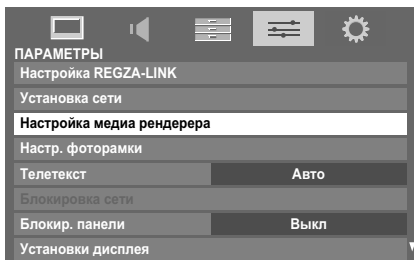 ПАРАМЕТРЫ
Настройка REGZA-LINK
Установка сети
Настройка медиа рендерера
Настр. фоторамки
Телетекст Авто
Блокировка сети
Блокир. панели Выкл
Установки дисплея